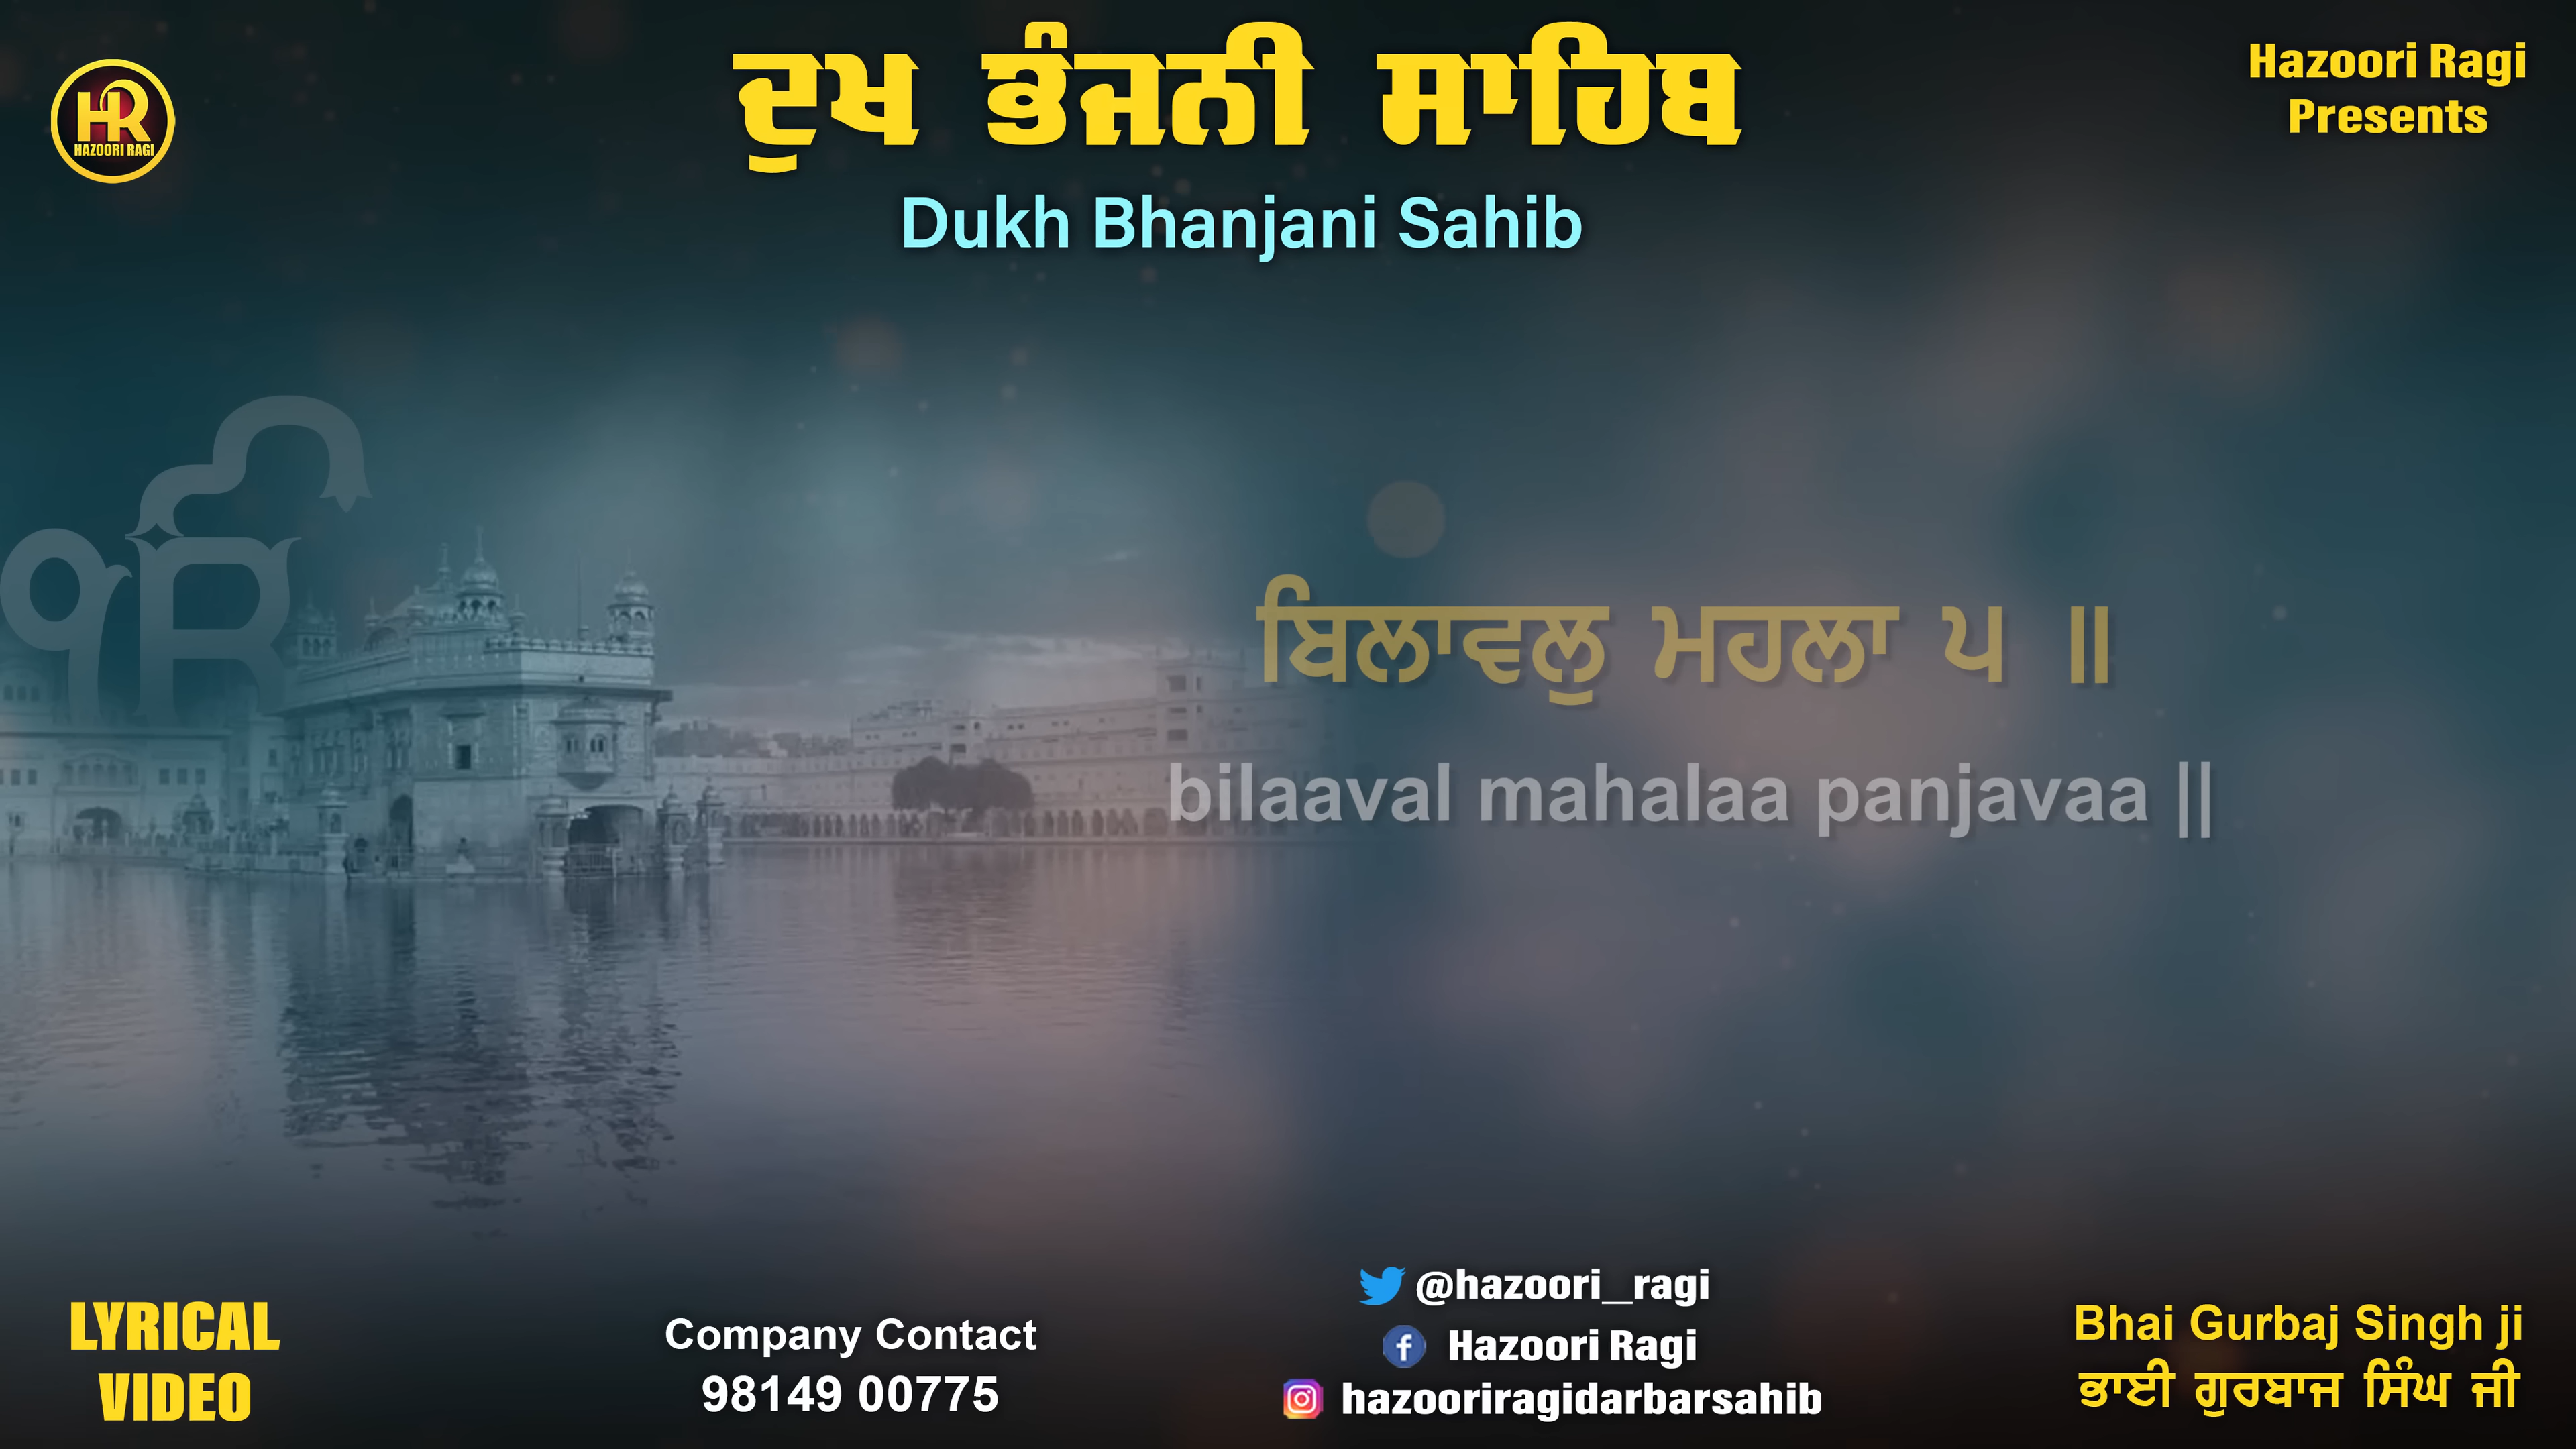 HR
HAZOORI RAGI
ਦੁਖ ਭੰਜਨੀ ਸਾਹਿਬ
Dukh Bhanjani Sahib
Hazoori Ragi
Presents
ੴ
ਬਿਲਾਵਲੁ ਮਹਲਾ ੫ ॥
bilaaval mahalaa panjavaa ||
LYRICAL
VIDEO
Company Contact
98149 00775
@hazoori_ragi
Hazoori Ragi
hazooriragidarbarsahib
Bhai Gurbaj Singh ji
ਭਾਈ ਗੁਰਬਾਜ ਸਿੰਘ ਜੀ